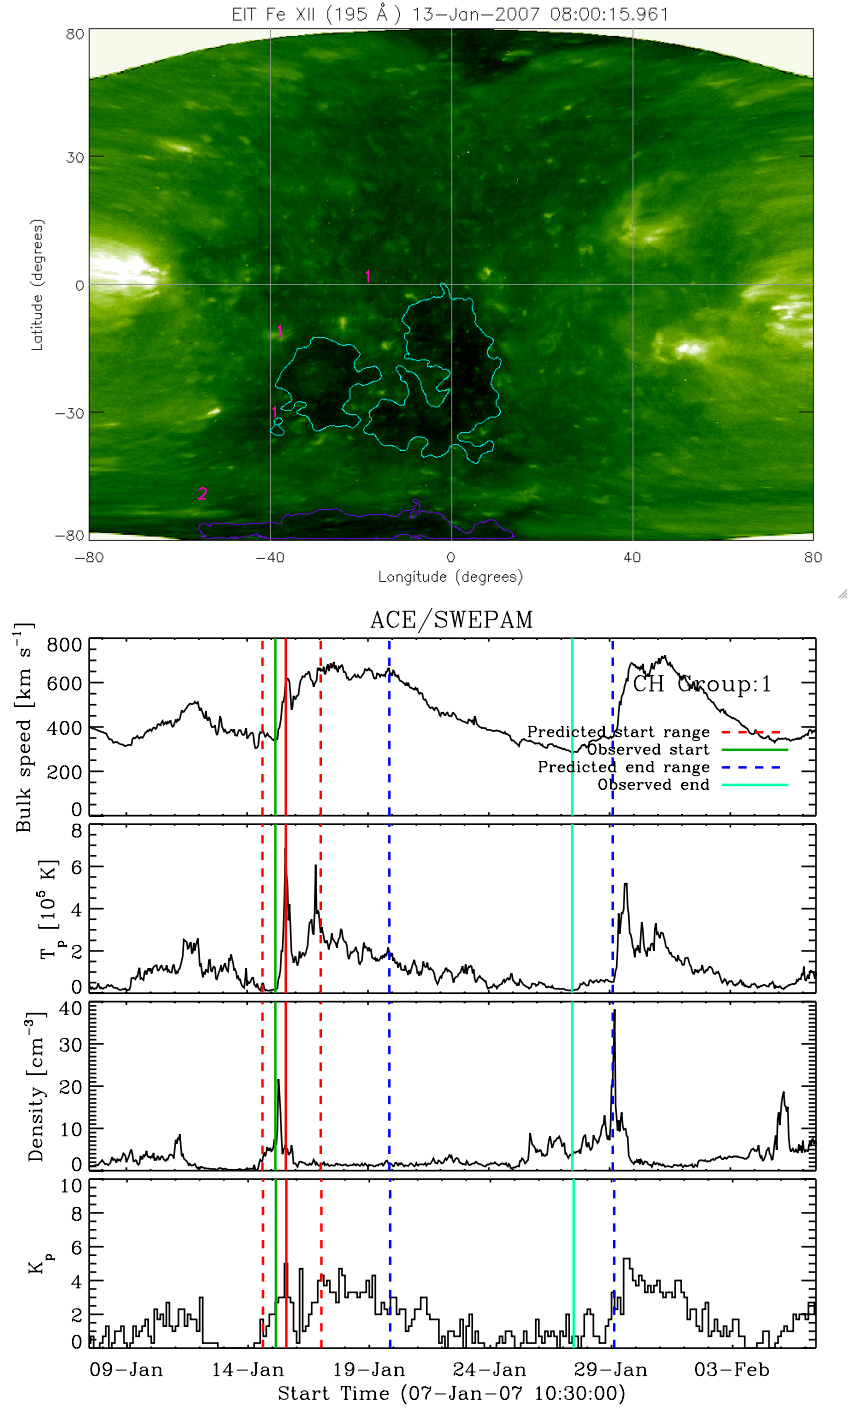 EIT Fe XII (195 Å) 13-Jan-2007 08:00:15.961
80
30
0
-30
-80
Latitude (degrees)
1
1
1
2
-80 -40 0 40 80
Longitude (degrees)
ACE/SWEPAM
800
600
400
200
0
Bulk speed [km s⁻¹]
CH Group:1
Predicted start range
Observed start
Predicted end range
Observed end
8
6
4
2
0
Tₚ [10⁵ K]
40
30
20
10
0
Density [cm⁻³]
10
8
6
4
2
0
Kₚ
09-Jan 14-Jan 19-Jan 24-Jan 29-Jan 03-Feb
Start Time (07-Jan-07 10:30:00)